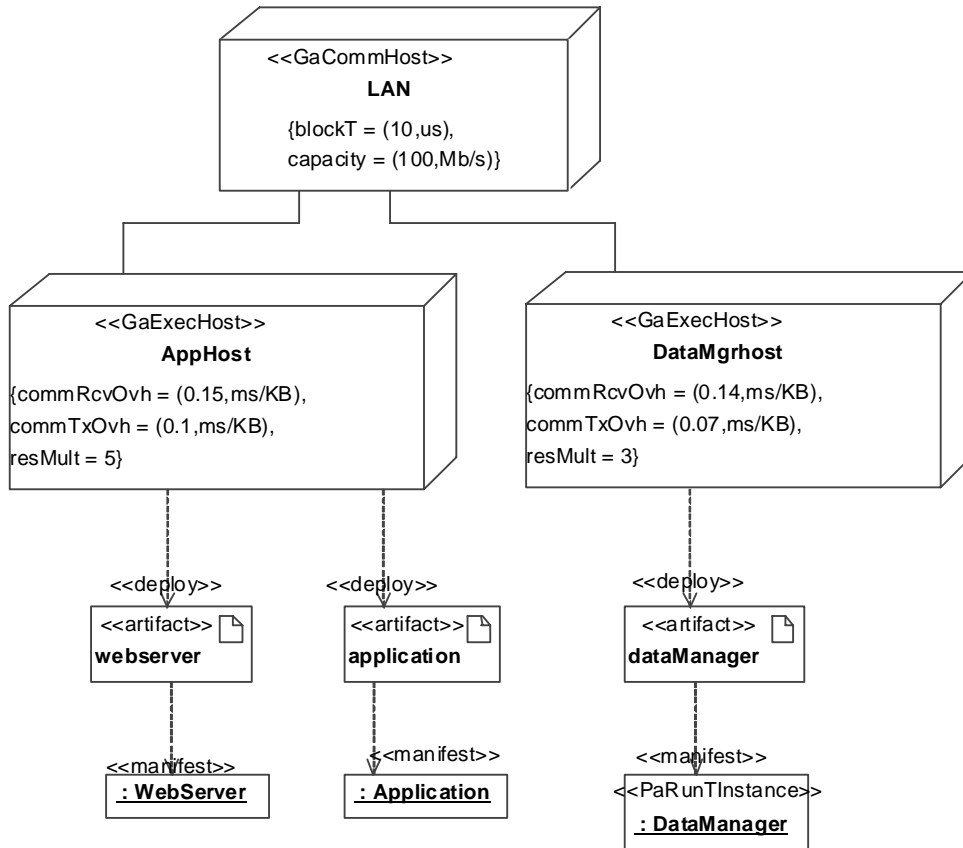 <<GaCommHost>>
LAN
{blockT = (10,us),
capacity = (100,Mb/s)}
<<GaExecHost>>
AppHost
{commRcvOvh = (0.15,ms/KB),
commTxOvh = (0.1,ms/KB),
resMult = 5}
<<GaExecHost>>
DataMgrhost
{commRcvOvh = (0.14,ms/KB),
commTxOvh = (0.07,ms/KB),
resMult = 3}
<<deploy>>
<<deploy>>
<<deploy>>
<<artifact>>
webserver
<<artifact>>
application
<<artifact>>
dataManager
<<manifest>>
<<manifest>>
<<manifest>>
: WebServer
: Application
<<PaRunTInstance>>
: DataManager